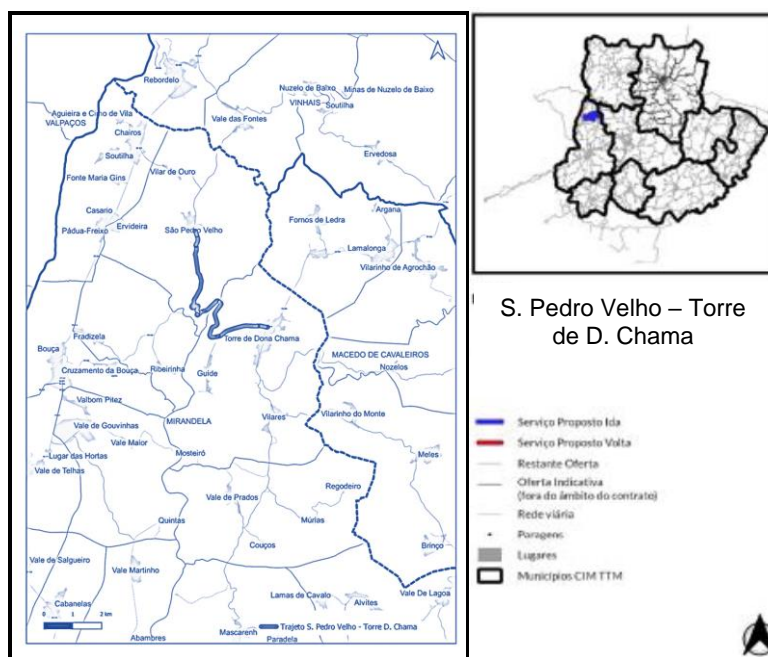 Rebordelo
Nuzelo de Baixo
Minas de Nuzelo de Baixo
VINHAIS
Soutilha
Aguieira e Cimo de Vila
VALPAÇOS
Vale das Fontes
Chairos
Soutilha
Ervedosa
Vilar de Ouro
Fonte Maria Gins
Casario
Fornos de Ledra
Argana
Ervideira
São Pedro Velho
Pádua-Freixo
Lamalonga
Vilarinho de Agrochão
Fradizela
Torre de Dona Chama
Bouça
MACEDO DE CAVALEIROS
Cruzamento da Bouça
Ribeirinha
Guide
Nozelos
Valbom Pitez
MIRANDELA
Vilares
Vilarinho do Monte
Vale de Gouvinhas
Vale Maior
Lugar das Hortas
Mosteiró
Meles
Vale de Telhas
Regodeiro
Vale de Prados
Quintas
Múrias
Couços
Brinço
Vale de Salgueiro
Vale Martinho
Lamas de Cavalo
Vale De Lagoa
Cabanelas
Alvites
0 1 2 km
Mascarenh
Trajeto S. Pedro Velho - Torre D. Chama
Abambres
Paradela
S. Pedro Velho – Torre
de D. Chama
Serviço Proposto Ida
Serviço Proposto Volta
Restante Oferta
Oferta Indicativa
(fora do âmbito do contrato)
Rede viária
Paragens
Lugares
Municípios CIM TTM